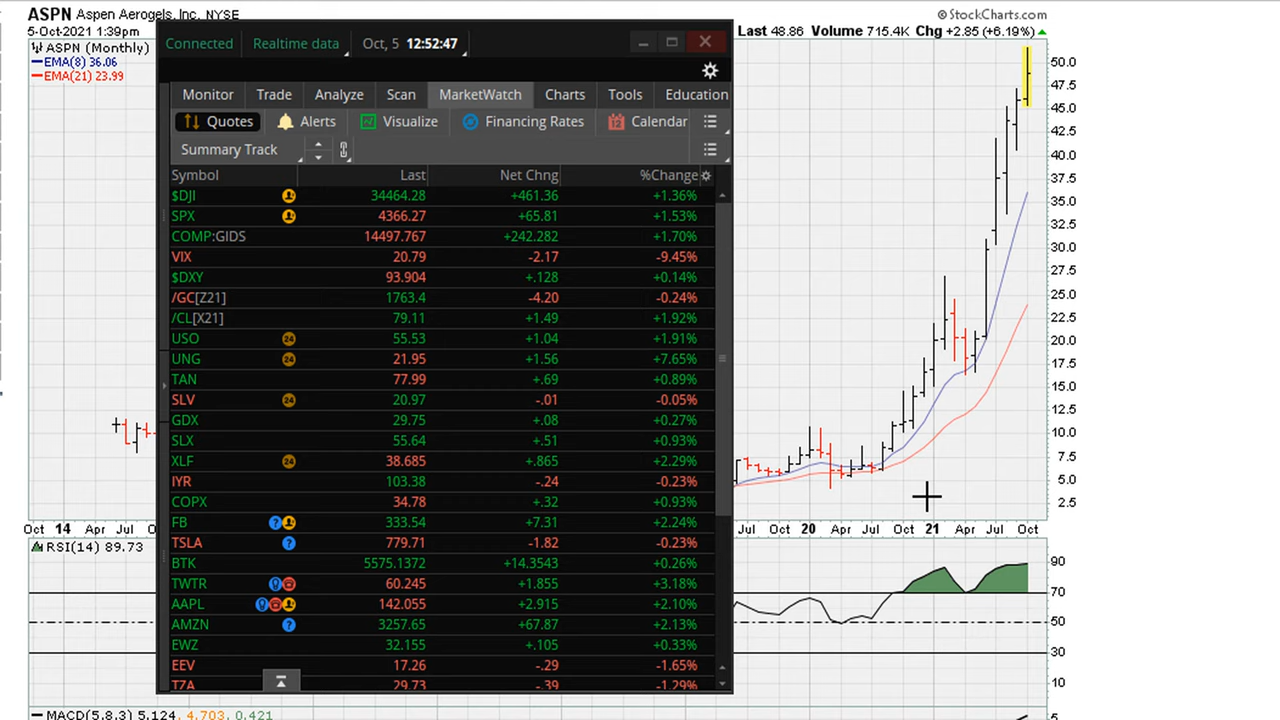 ASPN Aspen Aerogels, Inc. NYSE
© StockCharts.com
5-Oct-2021 1:39pm
Last 48.86 Volume 715.4K Chg +2.85 (+6.19%)
ASPN (Monthly)
EMA(8) 36.06
EMA(21) 23.99
Connected Realtime data Oct, 5 12:52:47
Monitor Trade Analyze Scan MarketWatch Charts Tools Education
Quotes Alerts Visualize Financing Rates 12 Calendar
Summary Track
Symbol Last Net Chng %Change
$DJI 34464.28 +461.36 +1.36%
SPX 4366.27 +65.81 +1.53%
COMP:GIDS 14497.767 +242.282 +1.70%
VIX 20.79 -2.17 -9.45%
$DXY 93.904 +.128 +0.14%
/GC[Z21] 1763.4 -4.20 -0.24%
/CL[X21] 79.11 +1.49 +1.92%
USO 24 55.53 +1.04 +1.91%
UNG 24 21.95 +1.56 +7.65%
TAN 77.99 +.69 +0.89%
SLV 24 20.97 -.01 -0.05%
GDX 29.75 +.08 +0.27%
SLX 55.64 +.51 +0.93%
XLF 24 38.685 +.865 +2.29%
IYR 103.38 -.24 -0.23%
COPX 34.78 +.32 +0.93%
FB ? 333.54 +7.31 +2.24%
TSLA ? 779.71 -1.82 -0.23%
BTK 5575.1372 +14.3543 +0.26%
TWTR 60.245 +1.855 +3.18%
AAPL 142.055 +2.915 +2.10%
AMZN ? 3257.65 +67.87 +2.13%
EWZ 32.155 +.105 +0.33%
EEV 17.26 -.29 -1.65%
TZA 29.73 -.39 -1.29%
50.0
47.5
45.0
42.5
40.0
37.5
35.0
32.5
30.0
27.5
25.0
22.5
20.0
17.5
15.0
12.5
10.0
7.5
5.0
2.5
Oct 14 Apr Jul Jul Oct 20 Apr Jul Oct 21 Apr Jul Oct
RSI(14) 89.73
90
70
50
30
10
MACD(5,8,3) 5.124, 4.703, 0.421
5